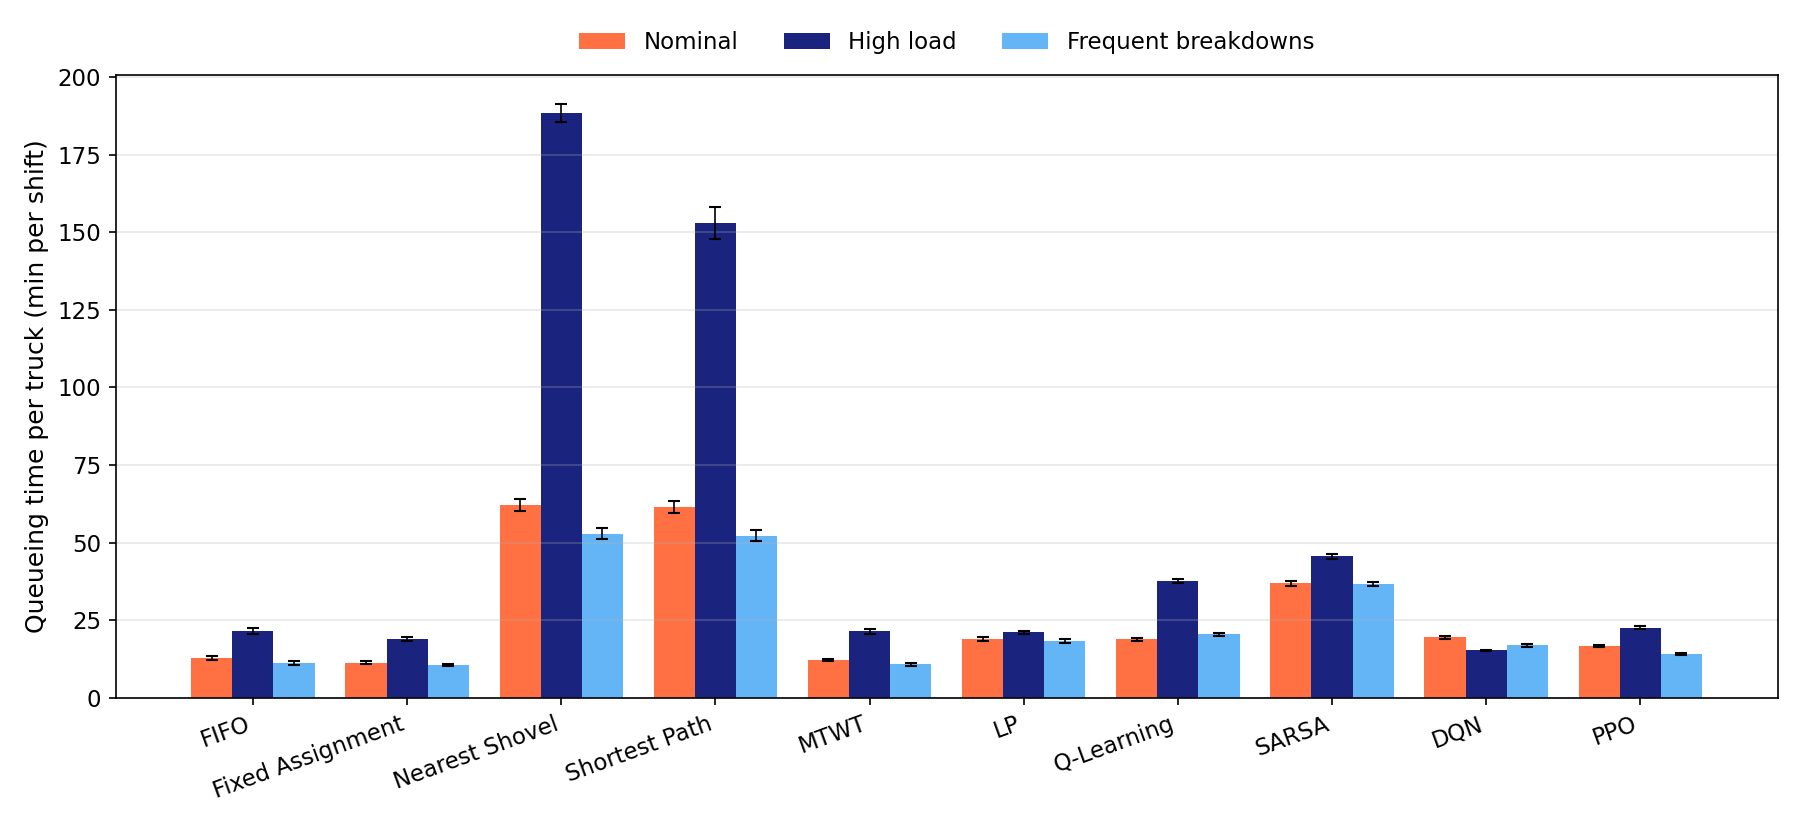 Nominal
High load
Frequent breakdowns
Queueing time per truck (min per shift)
200
175
150
125
100
75
50
25
0
FIFO
Fixed Assignment
Nearest Shovel
Shortest Path
MTWT
LP
Q-Learning
SARSA
DQN
PPO